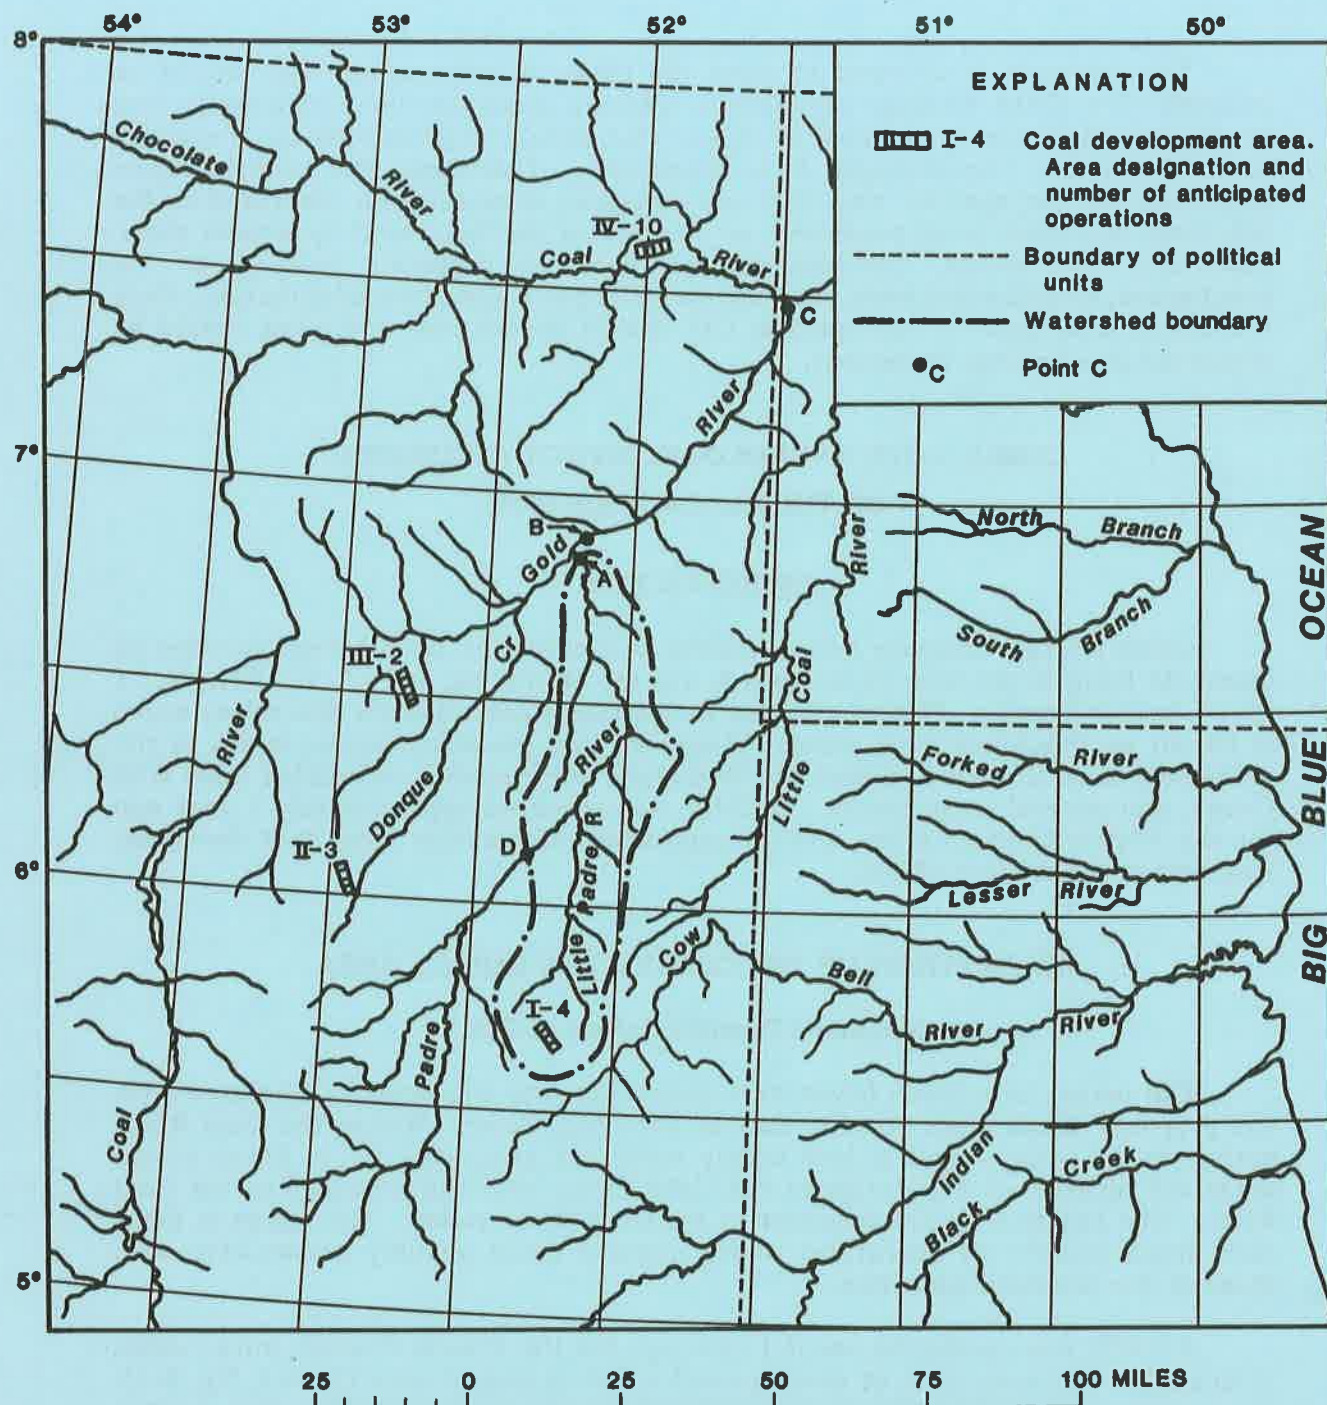 54° 53° 52° 51° 50°
8°
EXPLANATION
I-4 Coal development area.
Area designation and
number of anticipated
operations
Boundary of political
units
Watershed boundary
C Point C
Chocolate
River
IV-10
Coal
River
C
River
7°
B
Gold
A
River
North
Branch
South
Branch
OCEAN
III-2
Cr
Coal
River
River
Donque
Little
Forked
River
BLUE
II-3
D
R
6°
Padre
Lesser
River
Little
Cow
Bell
River
River
BIG
I-4
Padre
Coal
Indian
Creek
Black
5°
25 0 25 50 75 100 MILES